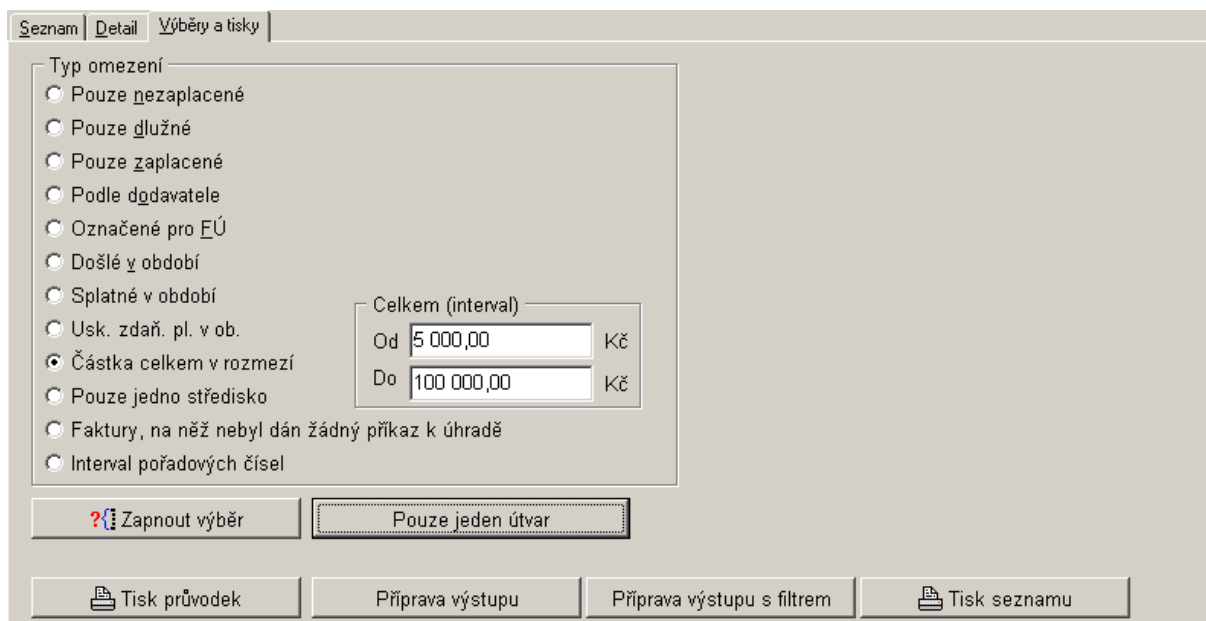 Seznam Detail Výběry a tisky
Typ omezení
Pouze nezaplacené
Pouze dlužné
Pouze zaplacené
Podle dodavatele
Označené pro FÚ
Došlé v období
Splatné v období
Usk. zdaň. pl. v ob.
Částka celkem v rozmezí
Pouze jedno středisko
Faktury, na něž nebyl dán žádný příkaz k úhradě
Interval pořadových čísel
Celkem (interval)
Od 5 000,00 Kč
Do 100 000,00 Kč
?{ Zapnout výběr Pouze jeden útvar
Tisk průvodek Příprava výstupu Příprava výstupu s filtrem Tisk seznamu